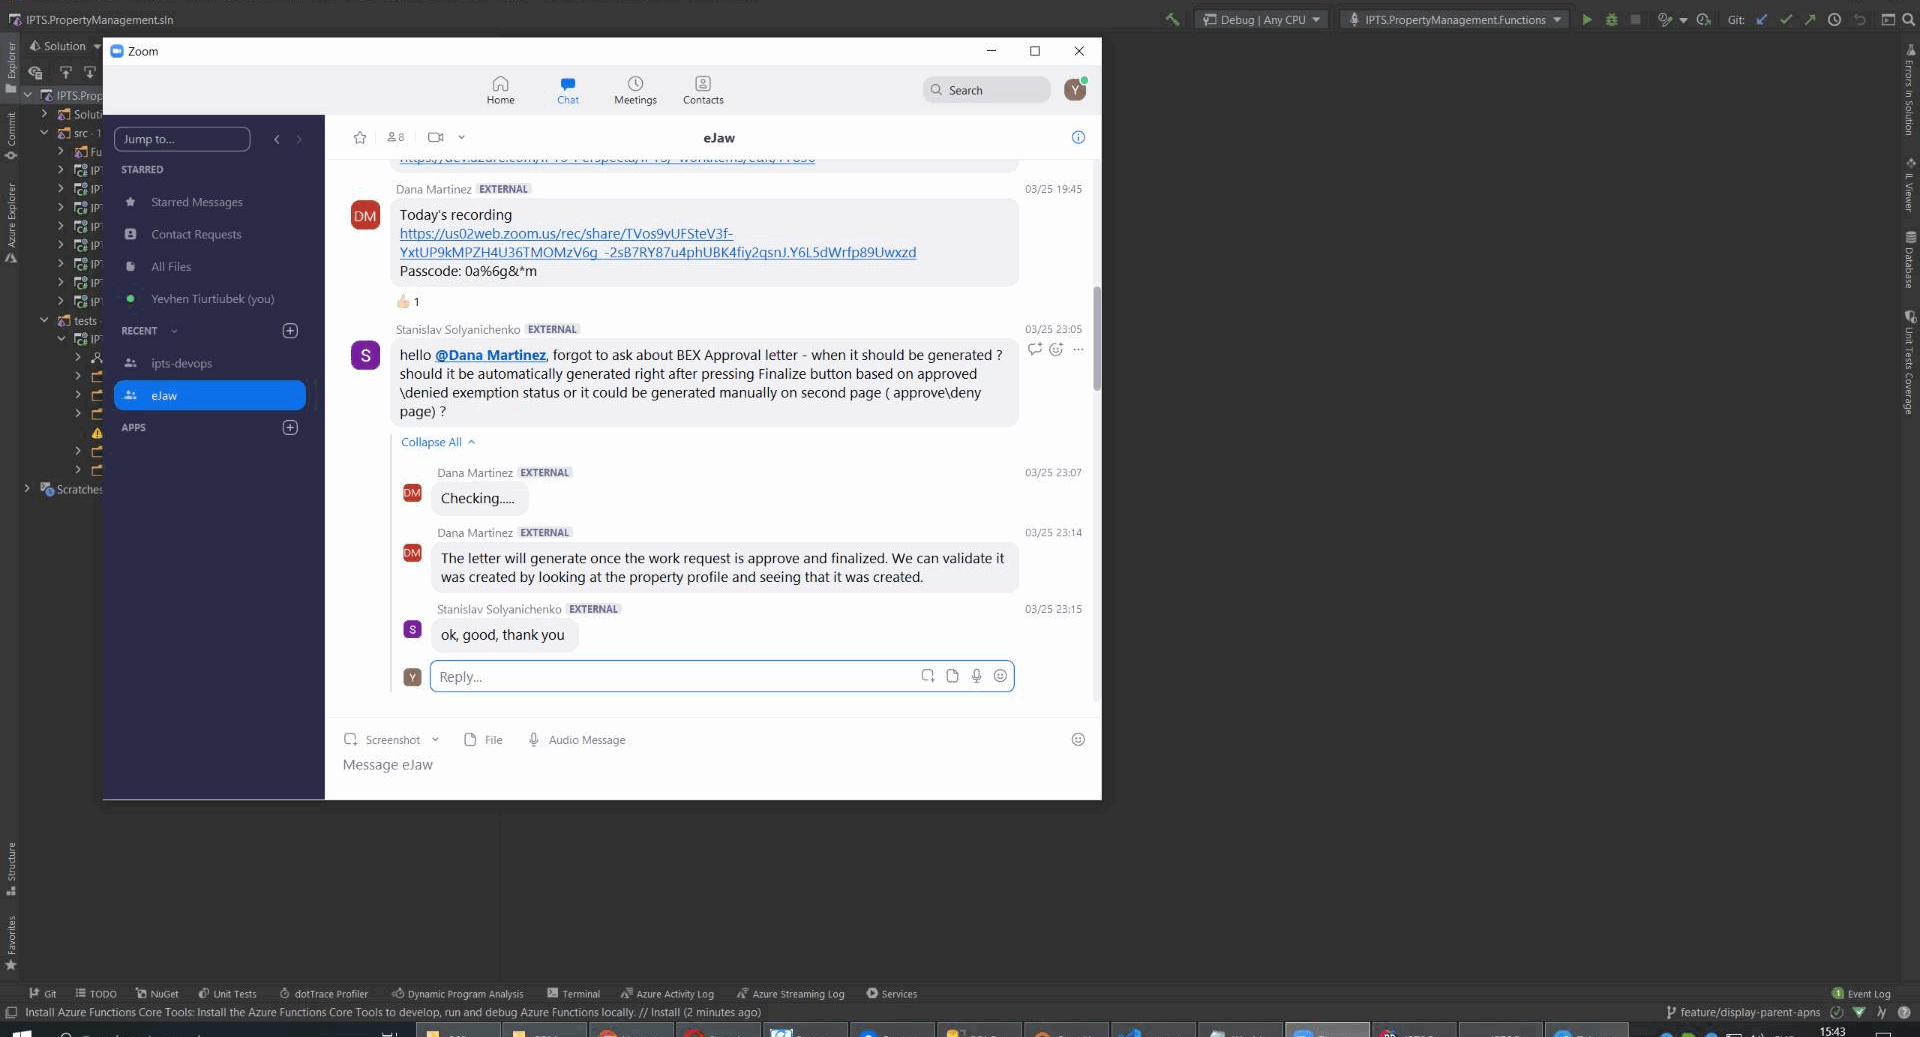 IPTS.PropertyManagement.sln
Debug | Any CPU
IPTS.PropertyManagement.Functions
Git:
Solution
Zoom
Home
Chat
Meetings
Contacts
Search
Y
Explorer
Commit
Azure Explorer
Structure
Favorites
IPTS.Prop
Solut
src
Fu
IP
IP
IP
IP
IP
IP
IP
IP
tests
IP
Scratches
Jump to...
STARRED
Starred Messages
Contact Requests
All Files
Yevhen Tiurtiubek (you)
RECENT
ipts-devops
eJaw
APPS
8
eJaw
Dana Martinez EXTERNAL 03/25 19:45
DM
Today's recording
https://us02web.zoom.us/rec/share/TVos9vUFSteV3f-
YxtUP9kMPZH4U36TMOMzV6g_-2sB7RY87u4phUBK4fiy2qsnJ.Y6L5dWrfp89Uwxzd
Passcode: 0a%6g&*m
1
Stanislav Solyanichenko EXTERNAL 03/25 23:05
S
hello @Dana Martinez, forgot to ask about BEX Approval letter - when it should be generated ?
should it be automatically generated right after pressing Finalize button based on approved
\denied exemption status or it could be generated manually on second page ( approve\deny
page) ?
Collapse All
Dana Martinez EXTERNAL 03/25 23:07
DM
Checking.....
Dana Martinez EXTERNAL 03/25 23:14
DM
The letter will generate once the work request is approve and finalized. We can validate it
was created by looking at the property profile and seeing that it was created.
Stanislav Solyanichenko EXTERNAL 03/25 23:15
S
ok, good, thank you
Y
Reply...
Screenshot
File
Audio Message
Message eJaw
Errors in Solution
IL Viewer
Database
Unit Tests Coverage
Git
TODO
NuGet
Unit Tests
dotTrace Profiler
Dynamic Program Analysis
Terminal
Azure Activity Log
Azure Streaming Log
Services
1 Event Log
Install Azure Functions Core Tools: Install the Azure Functions Core Tools to develop, run and debug Azure Functions locally. // Install (2 minutes ago)
feature/display-parent-apns
15:43